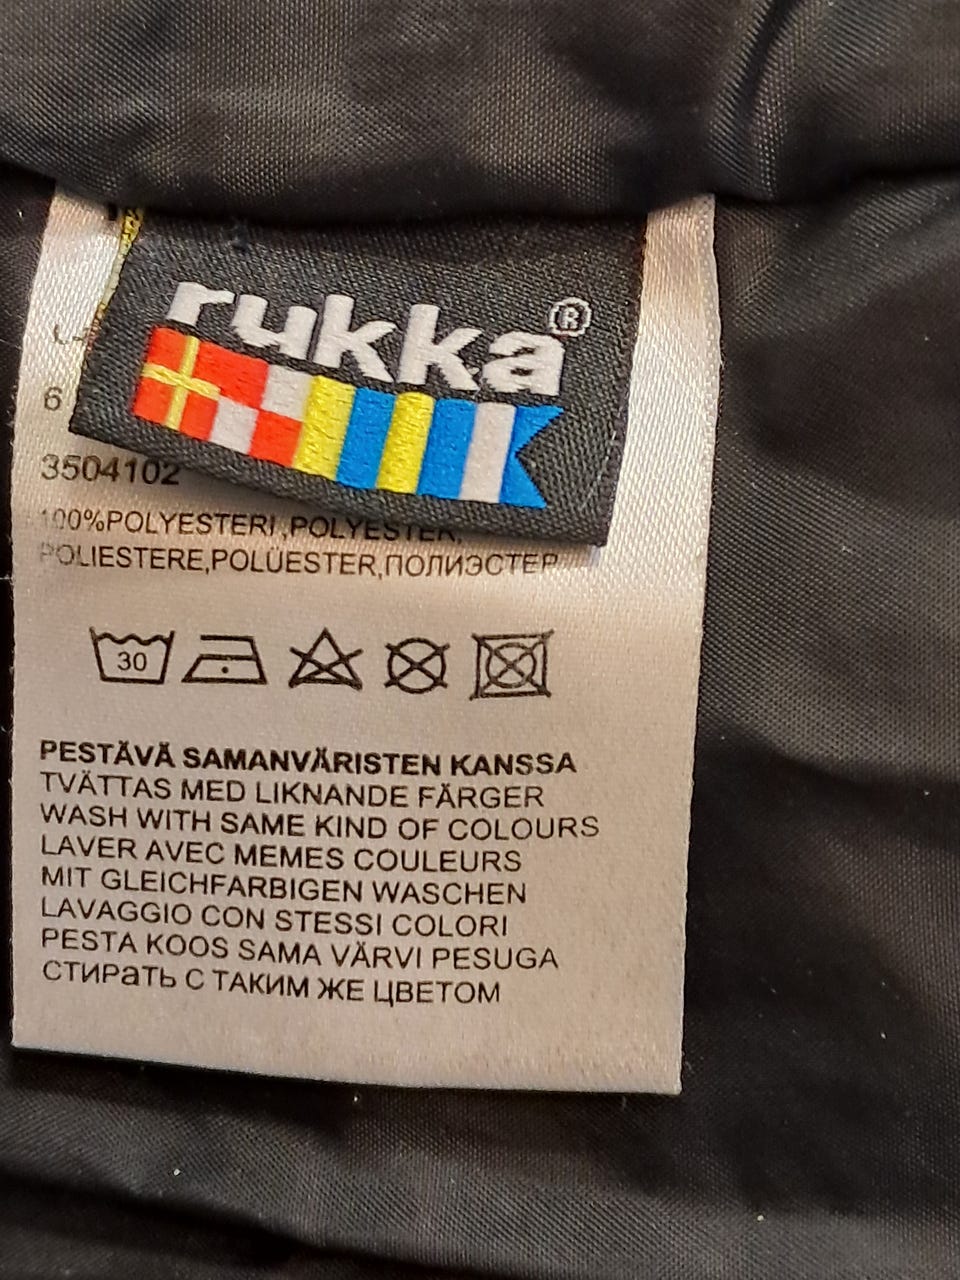 rukka®
6
3504102
100%POLYESTERI,POLYESTER,
POLIESTERE,POLÜESTER,ПОЛИЭСТЕР
30
PESTÄVÄ SAMANVÄRISTEN KANSSA
TVÄTTAS MED LIKNANDE FÄRGER
WASH WITH SAME KIND OF COLOURS
LAVER AVEC MEMES COULEURS
MIT GLEICHFARBIGEN WASCHEN
LAVAGGIO CON STESSI COLORI
PESTA KOOS SAMA VÄRVI PESUGA
СТИРать С ТАКИМ ЖЕ ЦВЕТОМ